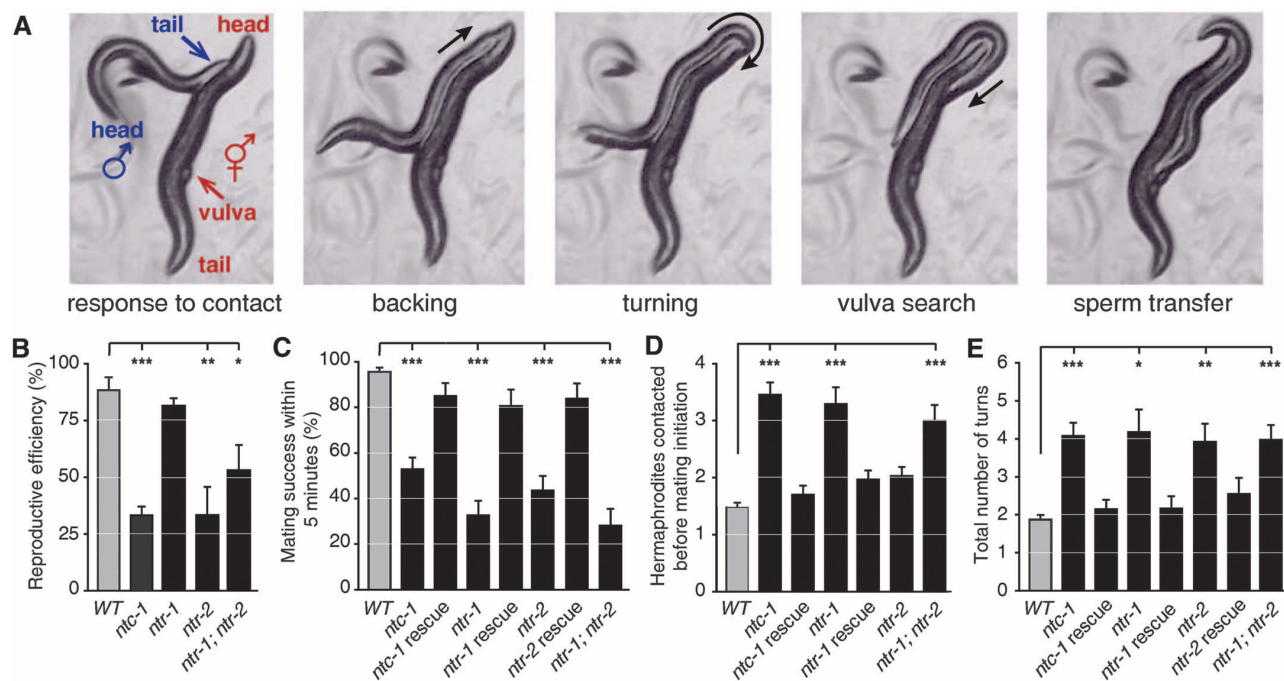 A
tail
head
head
♂
⚥
vulva
tail
response to contact
backing
turning
vulva search
sperm transfer
B
Reproductive efficiency (%)
100
75
50
25
0
***
**
*
WT
ntc-1
ntr-1
ntr-2
ntr-1; ntr-2
C
Mating success within
5 minutes (%)
100
80
60
40
20
0
***
***
***
***
WT
ntc-1
ntc-1 rescue
ntr-1
ntr-1 rescue
ntr-2
ntr-2 rescue
ntr-1; ntr-2
D
Hermaphrodites contacted
before mating initiation
4
3
2
1
0
***
***
***
WT
ntc-1
ntc-1 rescue
ntr-1
ntr-1 rescue
ntr-2
ntr-1; ntr-2
E
Total number of turns
6
5
4
3
2
1
0
***
*
**
***
WT
ntc-1
ntc-1 rescue
ntr-1
ntr-1 rescue
ntr-2
ntr-2 rescue
ntr-1; ntr-2